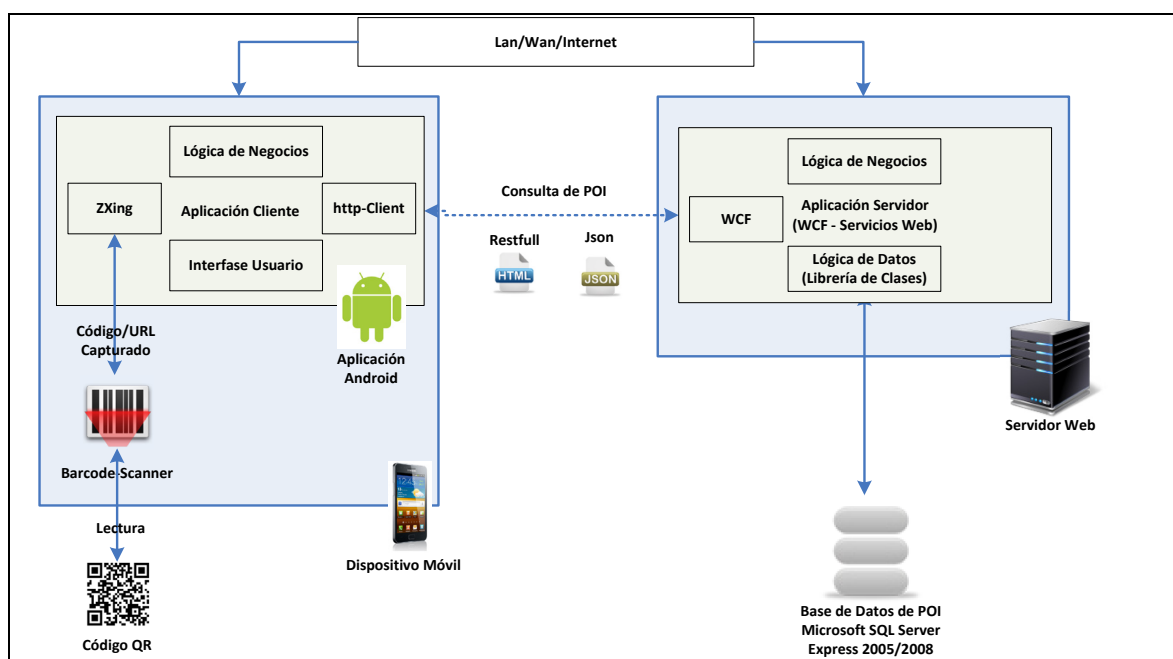 Lan/Wan/Internet
Lógica de Negocios
ZXing
Aplicación Cliente
http-Client
Interfase Usuario
Código/URL
Capturado
Aplicación
Android
Barcode-Scanner
Lectura
Código QR
Dispositivo Móvil
Consulta de POI
Restfull
Json
HTML
JSON
Lógica de Negocios
WCF
Aplicación Servidor
(WCF - Servicios Web)
Lógica de Datos
(Librería de Clases)
Servidor Web
Base de Datos de POI
Microsoft SQL Server
Express 2005/2008